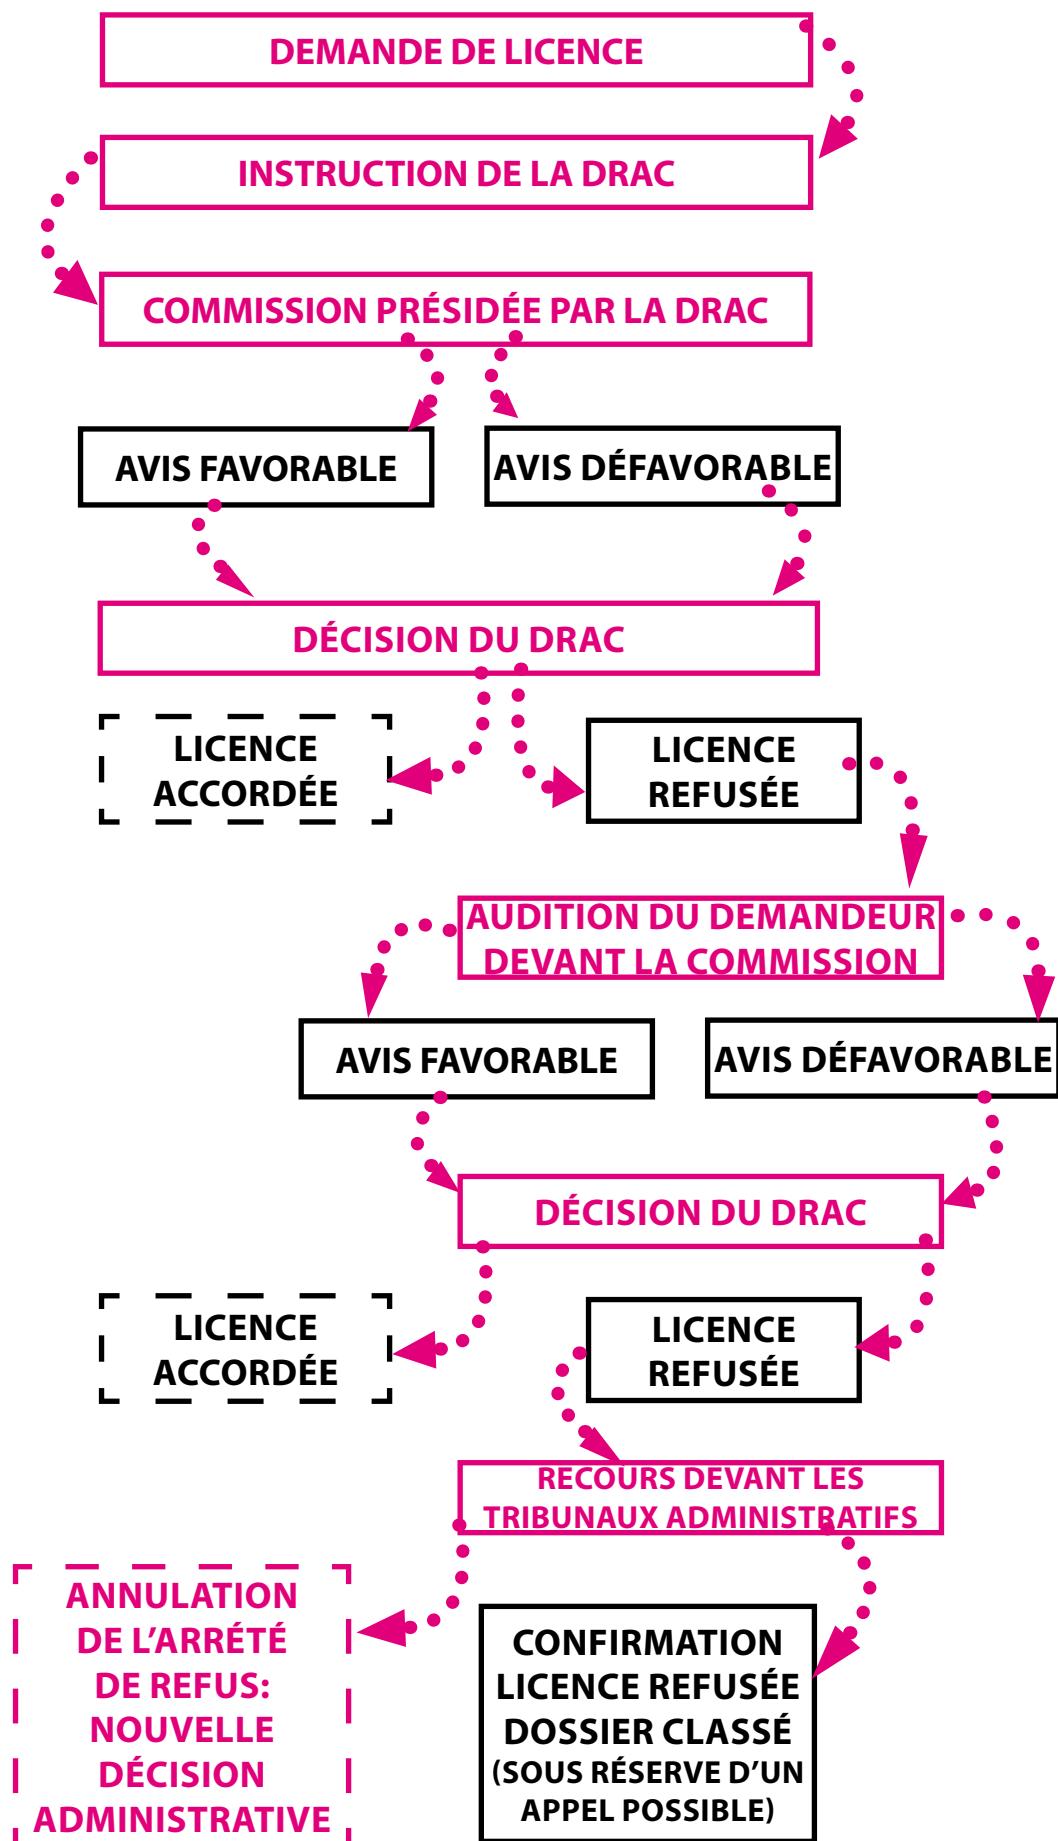 DEMANDE DE LICENCE
INSTRUCTION DE LA DRAC
COMMISSION PRÉSIDÉE PAR LA DRAC
AVIS FAVORABLE
AVIS DÉFAVORABLE
DÉCISION DU DRAC
LICENCE
ACCORDÉE
LICENCE
REFUSÉE
AUDITION DU DEMANDEUR
DEVANT LA COMMISSION
AVIS FAVORABLE
AVIS DÉFAVORABLE
DÉCISION DU DRAC
LICENCE
ACCORDÉE
LICENCE
REFUSÉE
RECOURS DEVANT LES
TRIBUNAUX ADMINISTRATIFS
ANNULATION
DE L’ARRÉTÉ
DE REFUS:
NOUVELLE
DÉCISION
ADMINISTRATIVE
CONFIRMATION
LICENCE REFUSÉE
DOSSIER CLASSÉ
(SOUS RÉSERVE D’UN
APPEL POSSIBLE)